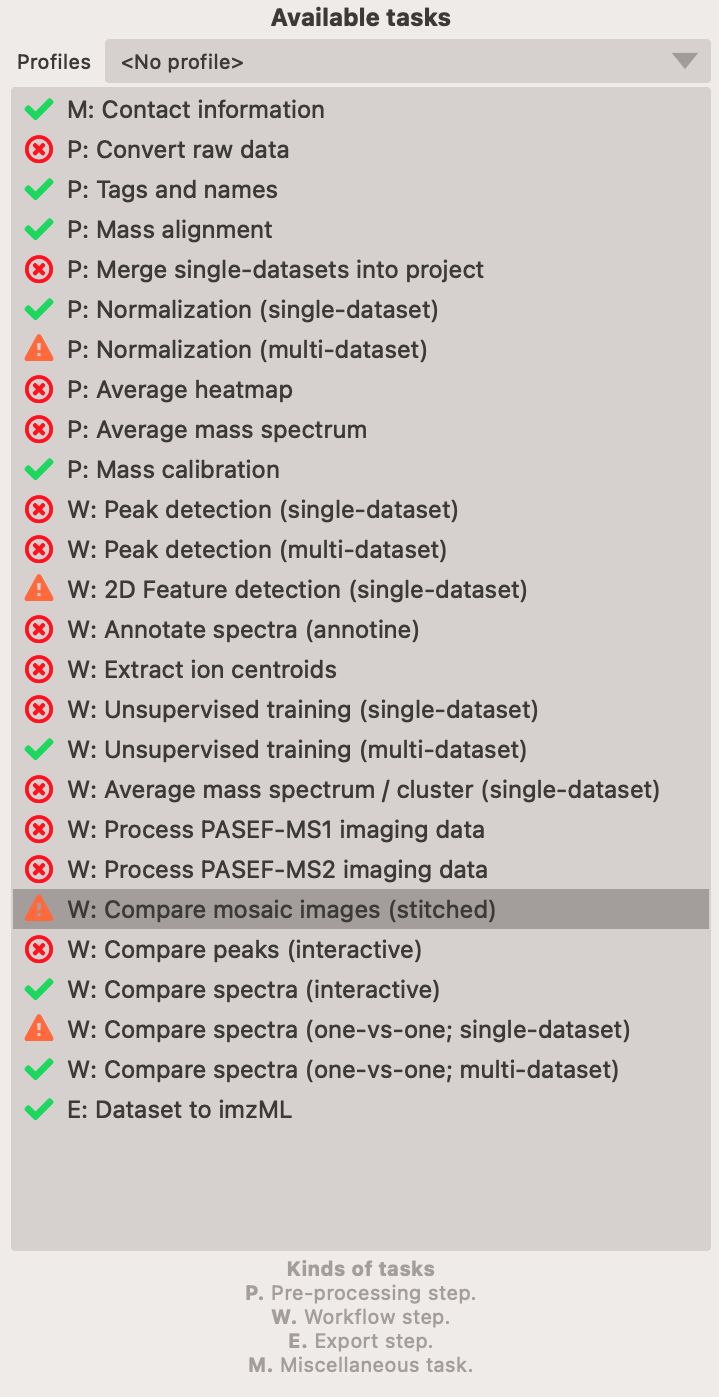 Available tasks
Profiles <No profile>
M: Contact information
P: Convert raw data
P: Tags and names
P: Mass alignment
P: Merge single-datasets into project
P: Normalization (single-dataset)
P: Normalization (multi-dataset)
P: Average heatmap
P: Average mass spectrum
P: Mass calibration
W: Peak detection (single-dataset)
W: Peak detection (multi-dataset)
W: 2D Feature detection (single-dataset)
W: Annotate spectra (annotine)
W: Extract ion centroids
W: Unsupervised training (single-dataset)
W: Unsupervised training (multi-dataset)
W: Average mass spectrum / cluster (single-dataset)
W: Process PASEF-MS1 imaging data
W: Process PASEF-MS2 imaging data
W: Compare mosaic images (stitched)
W: Compare peaks (interactive)
W: Compare spectra (interactive)
W: Compare spectra (one-vs-one; single-dataset)
W: Compare spectra (one-vs-one; multi-dataset)
E: Dataset to imzML
Kinds of tasks
P. Pre-processing step.
W. Workflow step.
E. Export step.
M. Miscellaneous task.